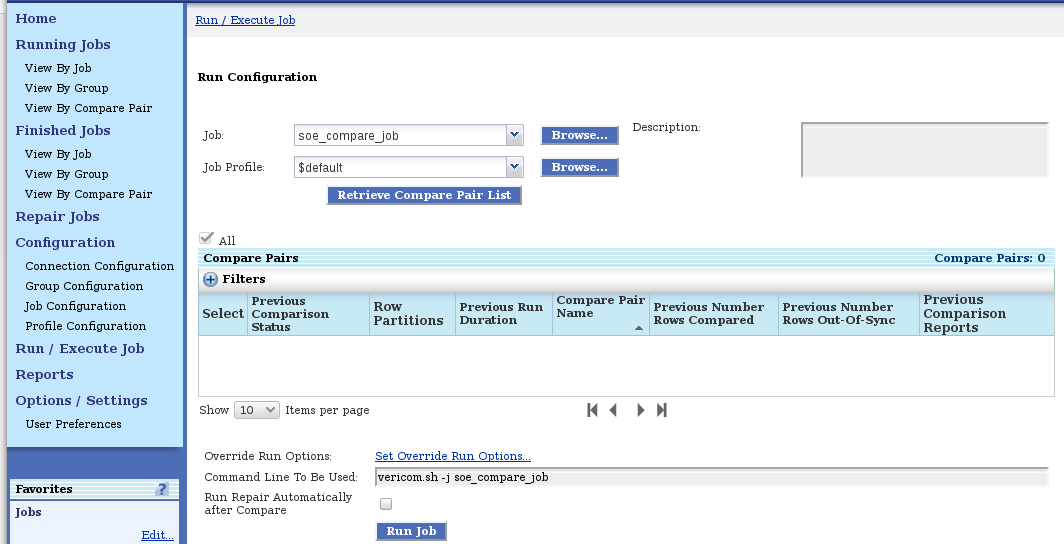 Home
Running Jobs
View By Job
View By Group
View By Compare Pair
Finished Jobs
View By Job
View By Group
View By Compare Pair
Repair Jobs
Configuration
Connection Configuration
Group Configuration
Job Configuration
Profile Configuration
Run / Execute Job
Reports
Options / Settings
User Preferences
Favorites ?
Jobs
Edit...
Run / Execute Job
Run Configuration
Job: soe_compare_job Browse... Description:
Job Profile: $default Browse...
Retrieve Compare Pair List
All
Compare Pairs Compare Pairs: 0
Filters
Select
Previous
Comparison
Status
Row
Partitions
Previous Run
Duration
Compare Pair
Name
Previous Number
Rows Compared
Previous Number
Rows Out-Of-Sync
Previous
Comparison
Reports
Show 10 Items per page
Override Run Options: Set Override Run Options...
Command Line To Be Used: vericom.sh -j soe_compare_job
Run Repair Automatically
after Compare
Run Job